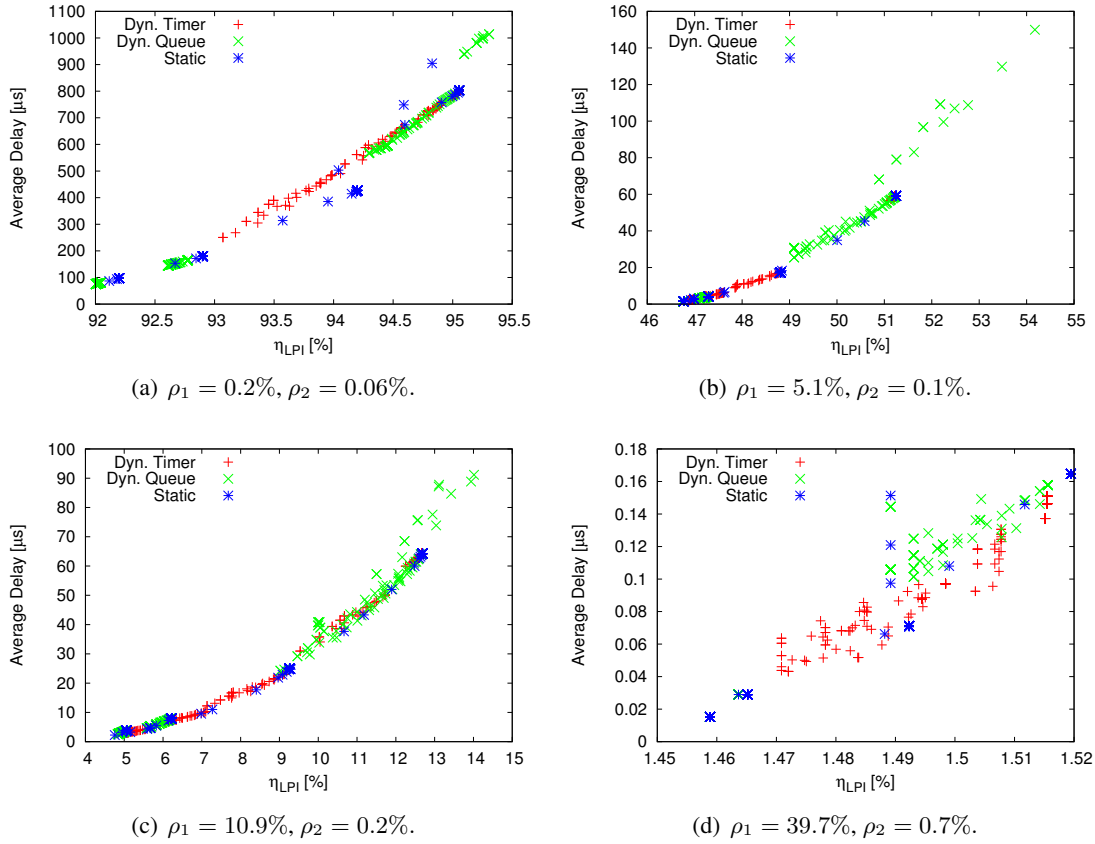 Dyn. Timer
Dyn. Queue
Static
1100
1000
900
800
700
600
500
400
300
200
100
0
Average Delay [µs]
92 92.5 93 93.5 94 94.5 95 95.5
ηLPI [%]
(a) ρ1 = 0.2%, ρ2 = 0.06%.
Dyn. Timer
Dyn. Queue
Static
160
140
120
100
80
60
40
20
0
Average Delay [µs]
46 47 48 49 50 51 52 53 54 55
ηLPI [%]
(b) ρ1 = 5.1%, ρ2 = 0.1%.
Dyn. Timer
Dyn. Queue
Static
100
90
80
70
60
50
40
30
20
10
0
Average Delay [µs]
4 5 6 7 8 9 10 11 12 13 14 15
ηLPI [%]
(c) ρ1 = 10.9%, ρ2 = 0.2%.
Dyn. Timer
Dyn. Queue
Static
0.18
0.16
0.14
0.12
0.1
0.08
0.06
0.04
0.02
0
Average Delay [µs]
1.45 1.46 1.47 1.48 1.49 1.5 1.51 1.52
ηLPI [%]
(d) ρ1 = 39.7%, ρ2 = 0.7%.